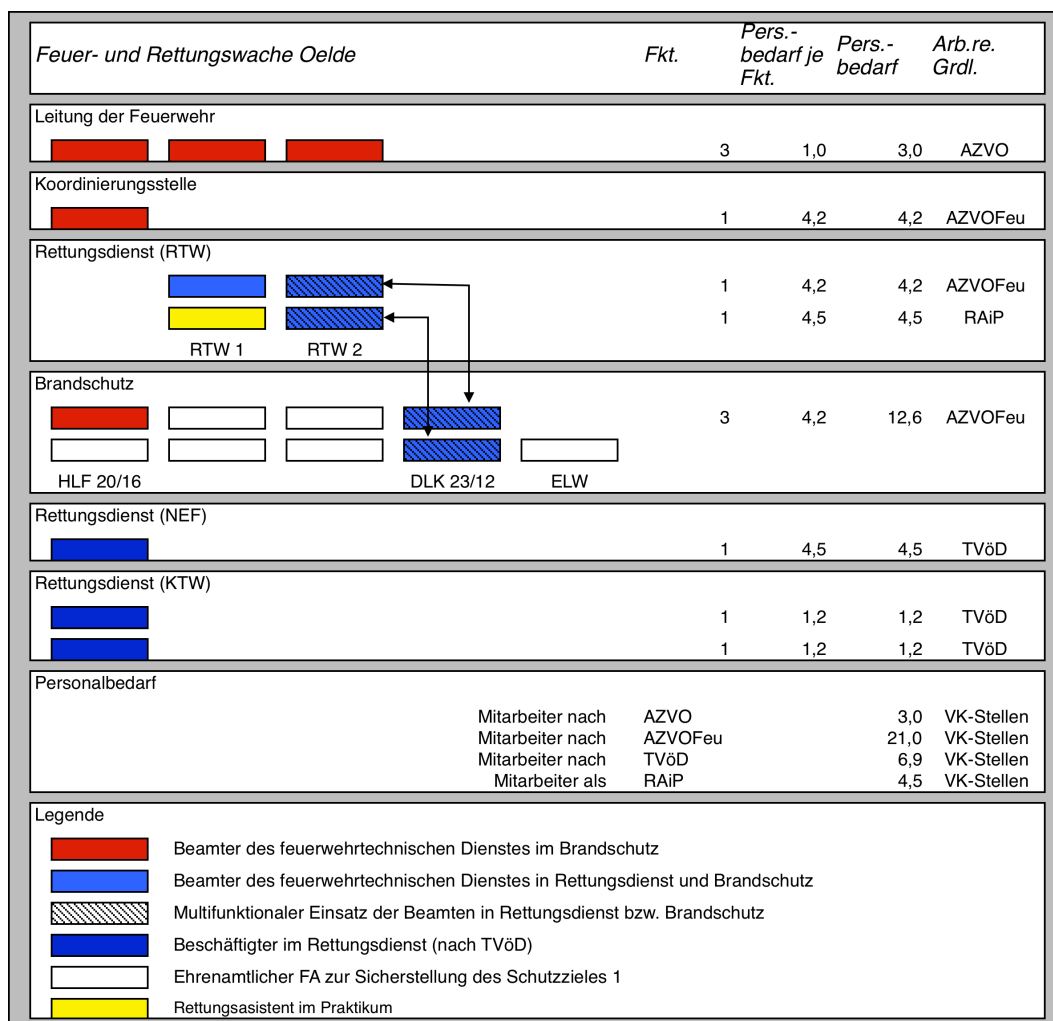 Feuer- und Rettungswache Oelde Fkt. Pers.-bedarf je Fkt. Pers.-bedarf Arb.re. Grdl.
Leitung der Feuerwehr
3 1,0 3,0 AZVO
Koordinierungsstelle
1 4,2 4,2 AZVOFeu
Rettungsdienst (RTW)
1 4,2 4,2 AZVOFeu
1 4,5 4,5 RAiP
RTW 1 RTW 2
Brandschutz
3 4,2 12,6 AZVOFeu
HLF 20/16 DLK 23/12 ELW
Rettungsdienst (NEF)
1 4,5 4,5 TVöD
Rettungsdienst (KTW)
1 1,2 1,2 TVöD
1 1,2 1,2 TVöD
Personalbedarf
Mitarbeiter nach AZVO 3,0 VK-Stellen
Mitarbeiter nach AZVOFeu 21,0 VK-Stellen
Mitarbeiter nach TVöD 6,9 VK-Stellen
Mitarbeiter als RAiP 4,5 VK-Stellen
Legende
Beamter des feuerwehrtechnischen Dienstes im Brandschutz
Beamter des feuerwehrtechnischen Dienstes in Rettungsdienst und Brandschutz
Multifunktionaler Einsatz der Beamten in Rettungsdienst bzw. Brandschutz
Beschäftigter im Rettungsdienst (nach TVöD)
Ehrenamtlicher FA zur Sicherstellung des Schutzzieles 1
Rettungsasistent im Praktikum